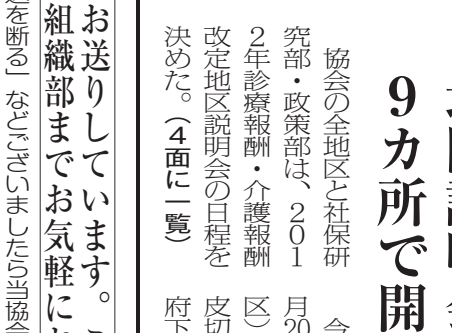 9カ所で開
協会の全地区と社保研
究部・政策部は、201
2年診療報酬・介護報酬
改定地区説明会の日程を
決めた。(4面に一覧)
今
月20
区)
皮切
府下
お送りしています。
組織部までお気軽に
を断る」などございましたら当協会